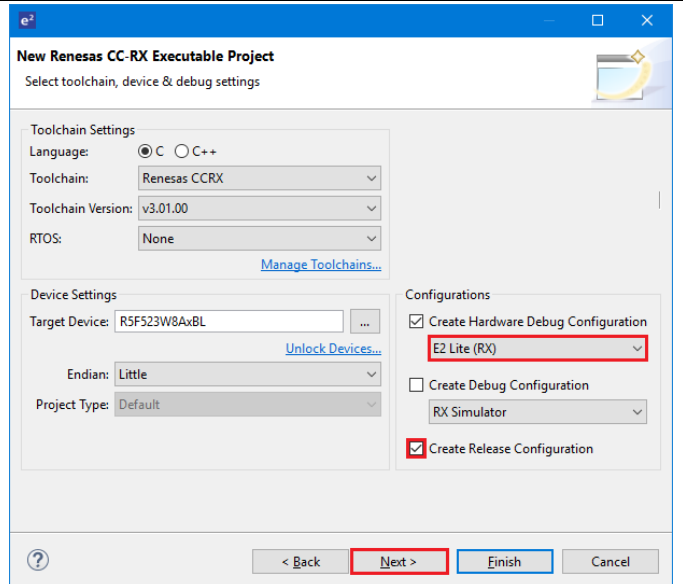 e²
New Renesas CC-RX Executable Project
Select toolchain, device & debug settings
Toolchain Settings
Language: C C++
Toolchain: Renesas CCRX
Toolchain Version: v3.01.00
RTOS: None
Manage Toolchains...
Device Settings
Target Device: R5F523W8AxBL ...
Unlock Devices...
Endian: Little
Project Type: Default
Configurations
Create Hardware Debug Configuration
E2 Lite (RX)
Create Debug Configuration
RX Simulator
Create Release Configuration
? < Back Next > Finish Cancel